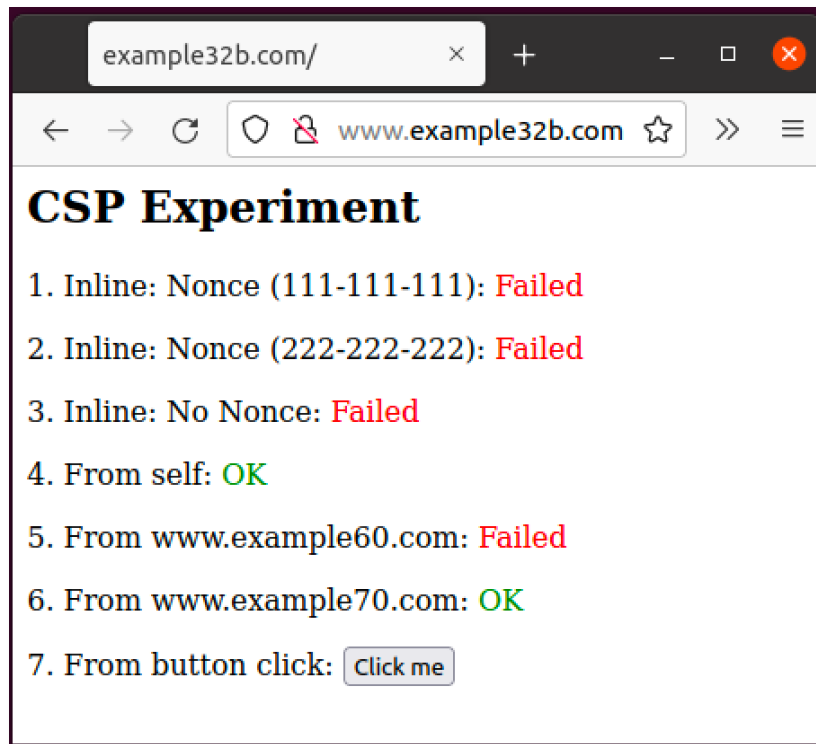 example32b.com/
www.example32b.com
CSP Experiment
1. Inline: Nonce (111-111-111): Failed
2. Inline: Nonce (222-222-222): Failed
3. Inline: No Nonce: Failed
4. From self: OK
5. From www.example60.com: Failed
6. From www.example70.com: OK
7. From button click: Click me